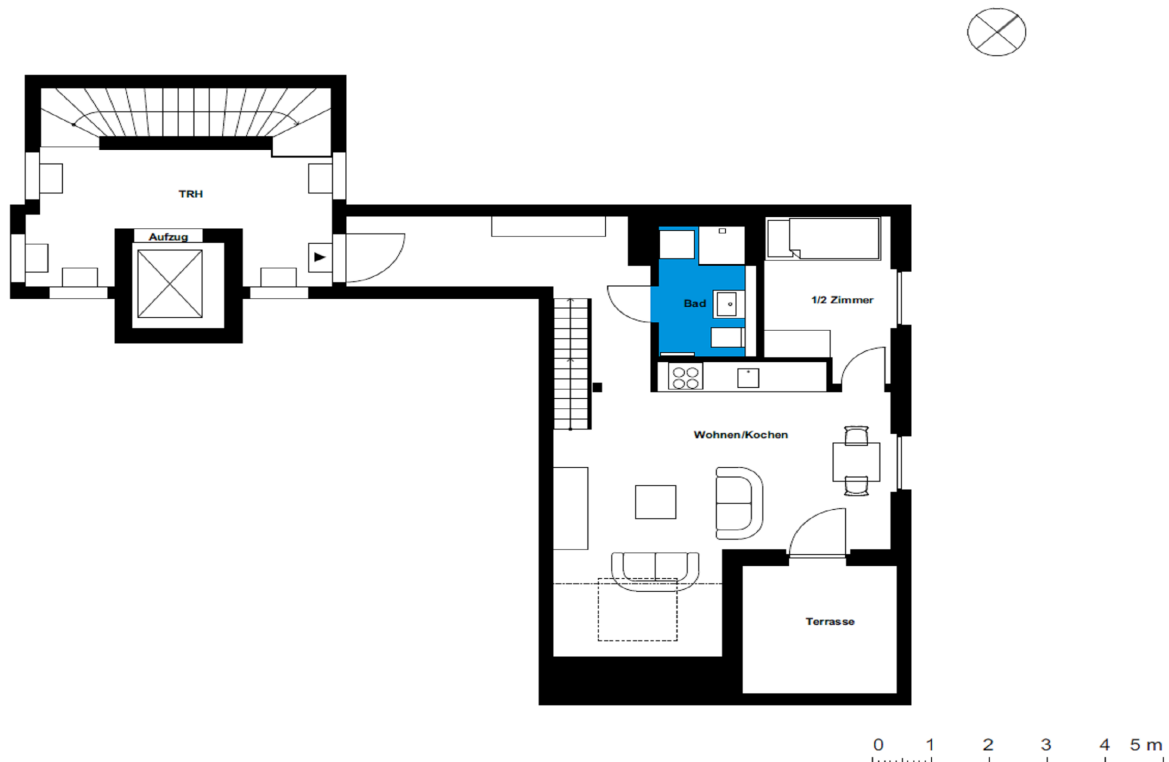 TRH
Aufzug
Bad
1/2 Zimmer
Wohnen/Kochen
Terrasse
0 1 2 3 4 5 m